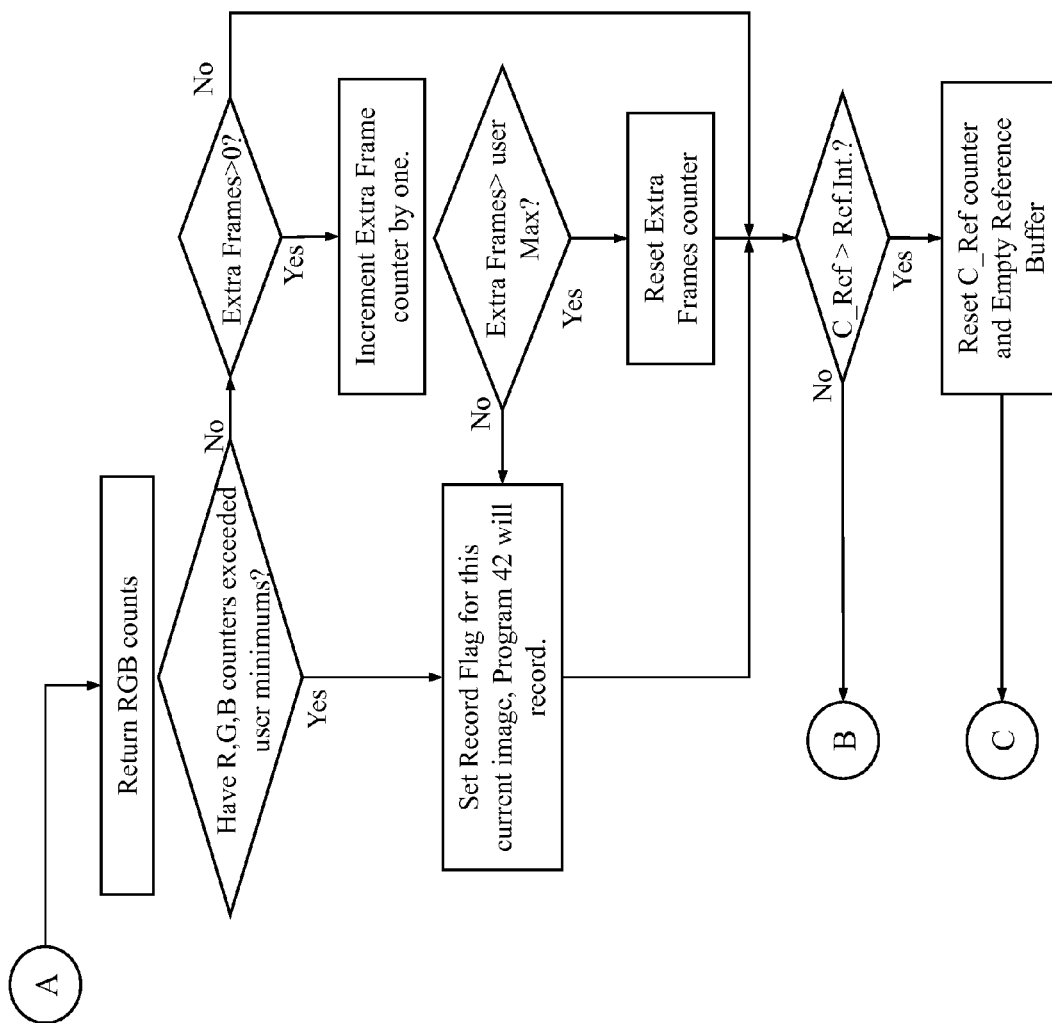 A
Return RGB counts
Have R,G,B counters exceeded
user minimums?
No
Yes
Extra Frames>0?
No
Yes
Increment Extra Frame
counter by one.
Extra Frames> user
Max?
No
Yes
Set Record Flag for this
current image, Program 42 will
record.
Reset Extra
Frames counter
C_Ref > Ref.Int.?
No
Yes
B
Reset C_Ref counter
and Empty Reference
Buffer
C